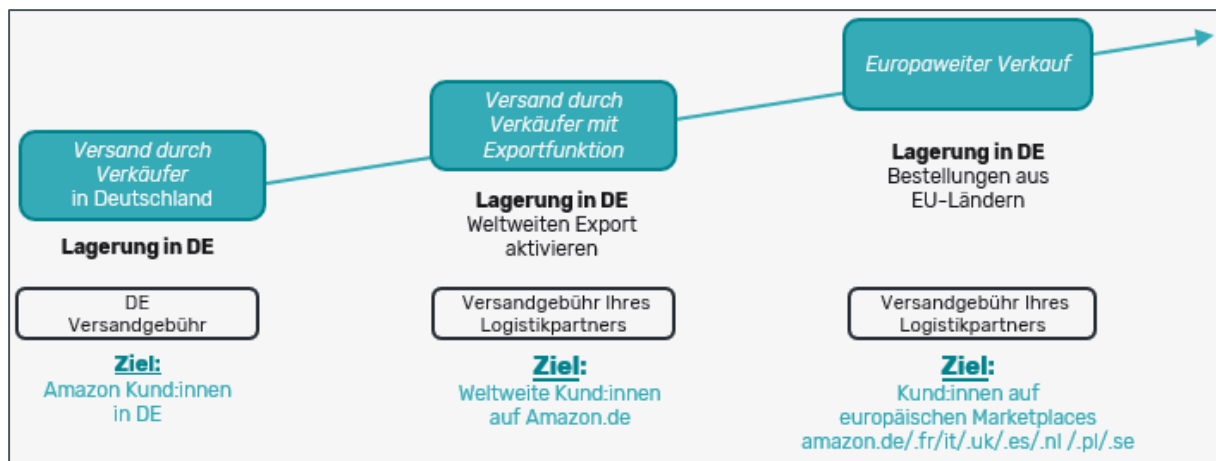 Versand durch
Verkäufer
in Deutschland
Lagerung in DE
DE
Versandgebühr
Ziel:
Amazon Kund:innen
in DE
Versand durch
Verkäufer mit
Exportfunktion
Lagerung in DE
Weltweiten Export
aktivieren
Versandgebühr Ihres
Logistikpartners
Ziel:
Weltweite Kund:innen
auf Amazon.de
Europaweiter Verkauf
Lagerung in DE
Bestellungen aus
EU-Ländern
Versandgebühr Ihres
Logistikpartners
Ziel:
Kund:innen auf
europäischen Marketplaces
amazon.de/.fr/it/.uk/.es/.nl /.pl/.se